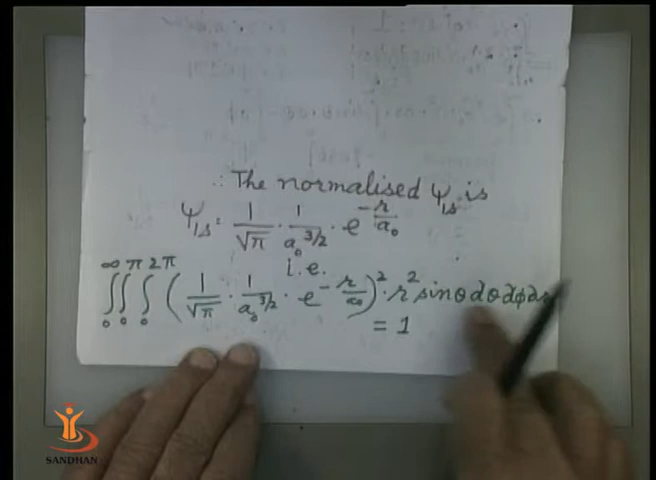 ∴ The normalised ψ₁ₛ is
ψ₁ₛ = 1/√π · 1/a₀^3/2 · e^-r/a₀
i.e.
∞ π 2π
∫∫∫ (1/√π · 1/a₀^3/2 · e^-r/a₀)² · r² sinθ dθ dφ dr
0 0 0
= 1
SANDHAN